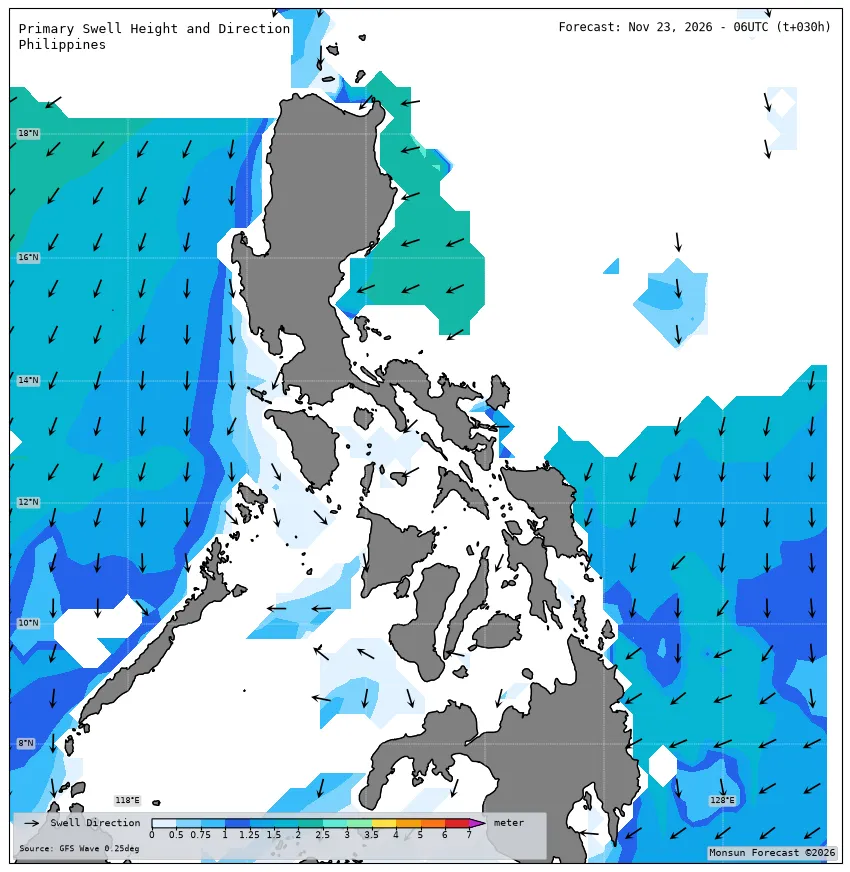 Primary Swell Height and Direction
Philippines
Forecast: Nov 23, 2026 - 06UTC (t+030h)
18°N
16°N
14°N
12°N
10°N
8°N
118°E
128°E
Swell Direction
0 0.5 0.75 1 1.25 1.5 2 2.5 3 3.5 4 5 6 7
meter
Source: GFS Wave 0.25deg
Monsun Forecast ©2026